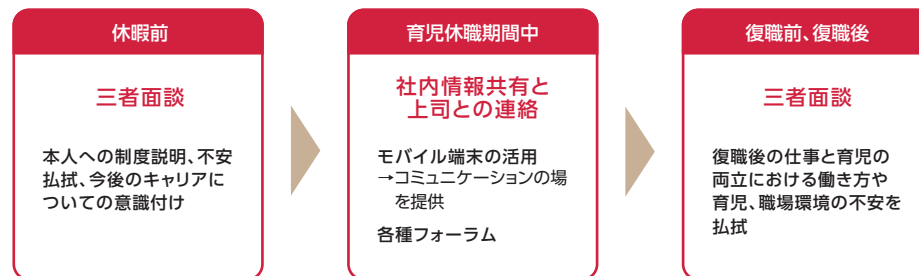 休暇前
三者面談
本人への制度説明、不安
払拭、今後のキャリアに
ついての意識付け
育児休職期間中
社内情報共有と
上司との連絡
モバイル端末の活用
→コミュニケーションの場
を提供
各種フォーラム
復職前、復職後
三者面談
復職後の仕事と育児の
両立における働き方や
育児、職場環境の不安を
払拭